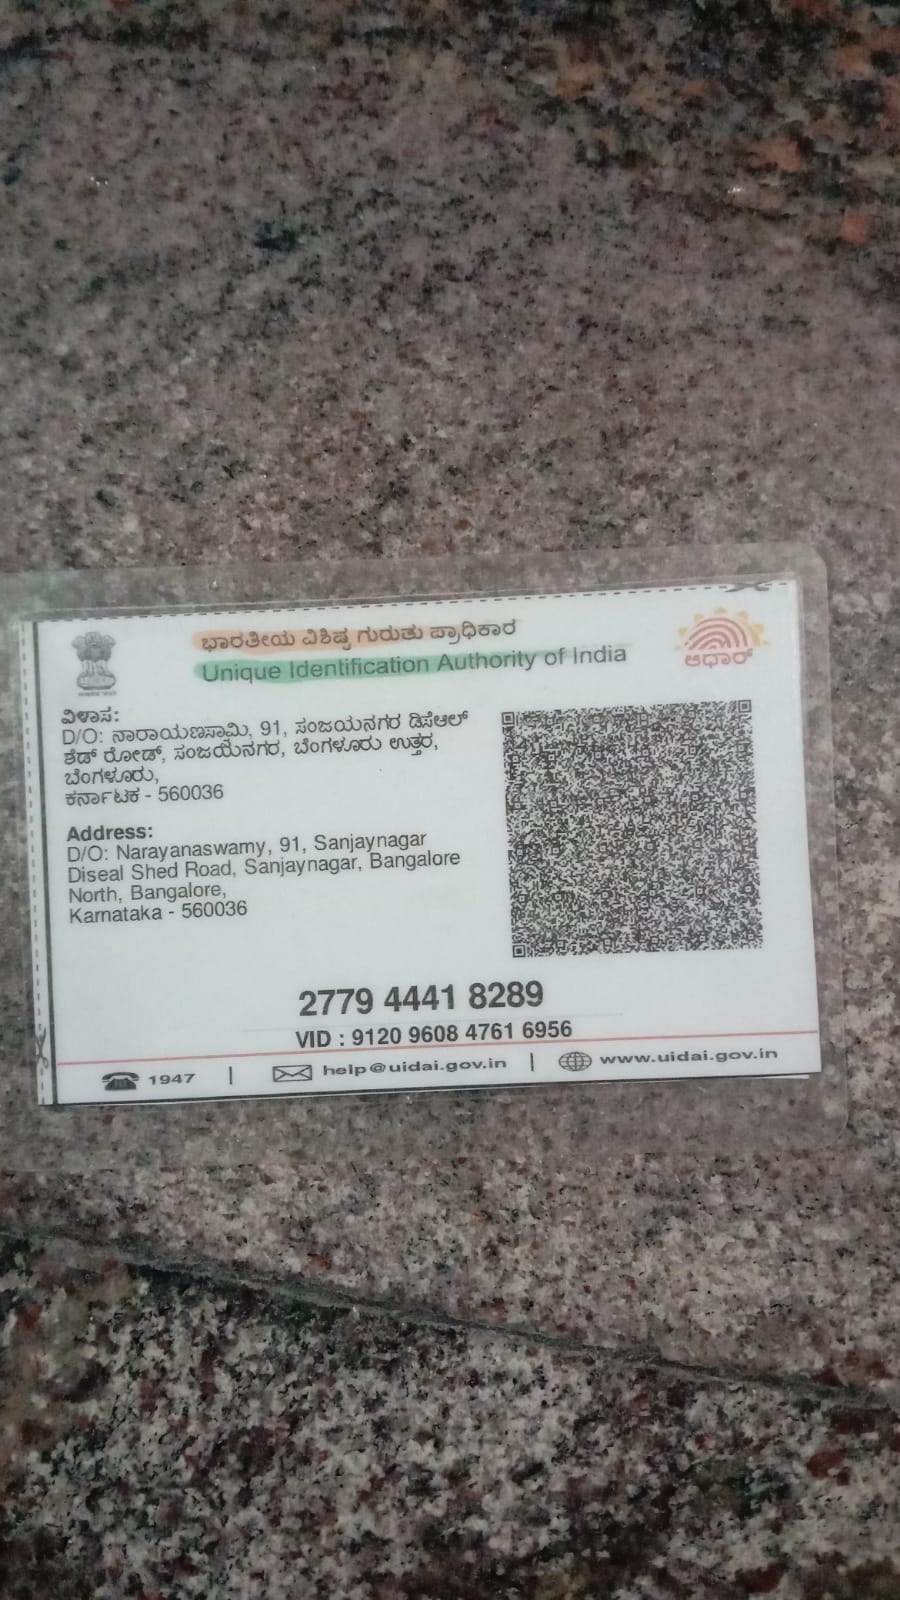 ಭಾರತೀಯ ವಿಶಿಷ್ಟ ಗುರುತು ಪ್ರಾಧಿಕಾರ
Unique Identification Authority of India
ಆಧಾರ್
ವಿಳಾಸ:
D/O: ನಾರಾಯಣಸ್ವಾಮಿ, 91, ಸಂಜಯನಗರ ಡಿಸೆಆಲ್
ಶೆಡ್ ರೋಡ್, ಸಂಜಯನಗರ, ಬೆಂಗಳೂರು ಉತ್ತರ,
ಬೆಂಗಳೂರು,
ಕರ್ನಾಟಕ - 560036
Address:
D/O: Narayanaswamy, 91, Sanjaynagar
Diseal Shed Road, Sanjaynagar, Bangalore
North, Bangalore,
Karnataka - 560036
2779 4441 8289
VID : 9120 9608 4761 6956
1947 | help@uidai.gov.in | www.uidai.gov.in